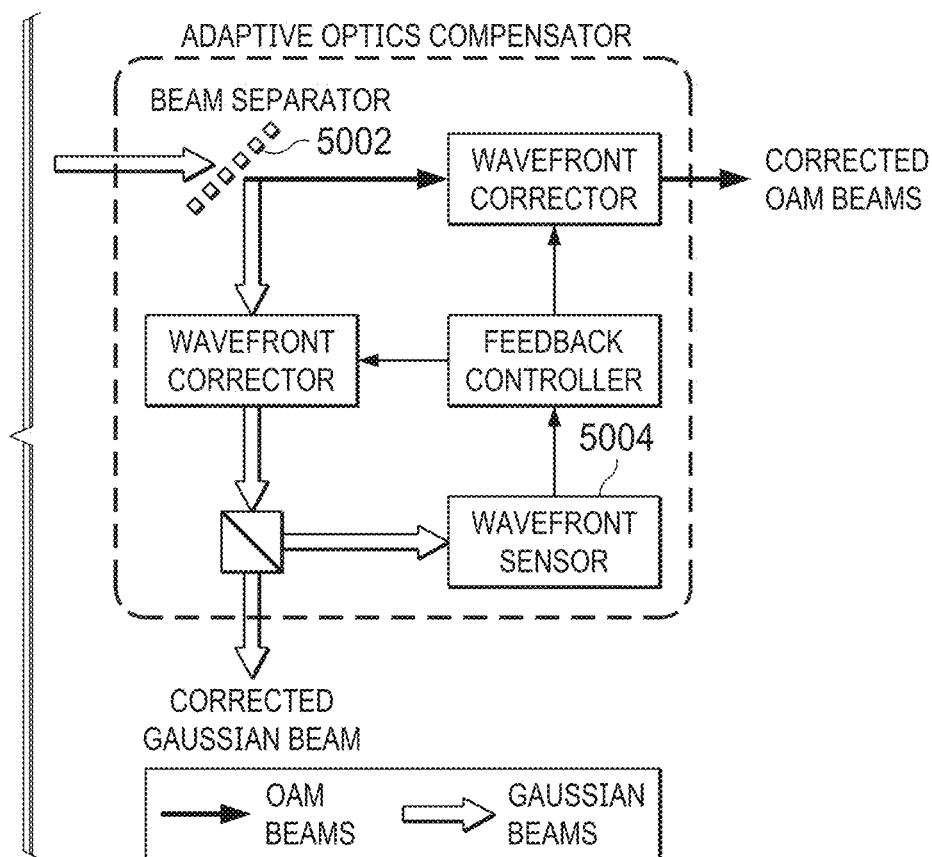 ADAPTIVE OPTICS COMPENSATOR
BEAM SEPARATOR
5002
WAVEFRONT
CORRECTOR
CORRECTED
OAM BEAMS
WAVEFRONT
CORRECTOR
FEEDBACK
CONTROLLER
5004
WAVEFRONT
SENSOR
CORRECTED
GAUSSIAN BEAM
OAM
BEAMS
GAUSSIAN
BEAMS